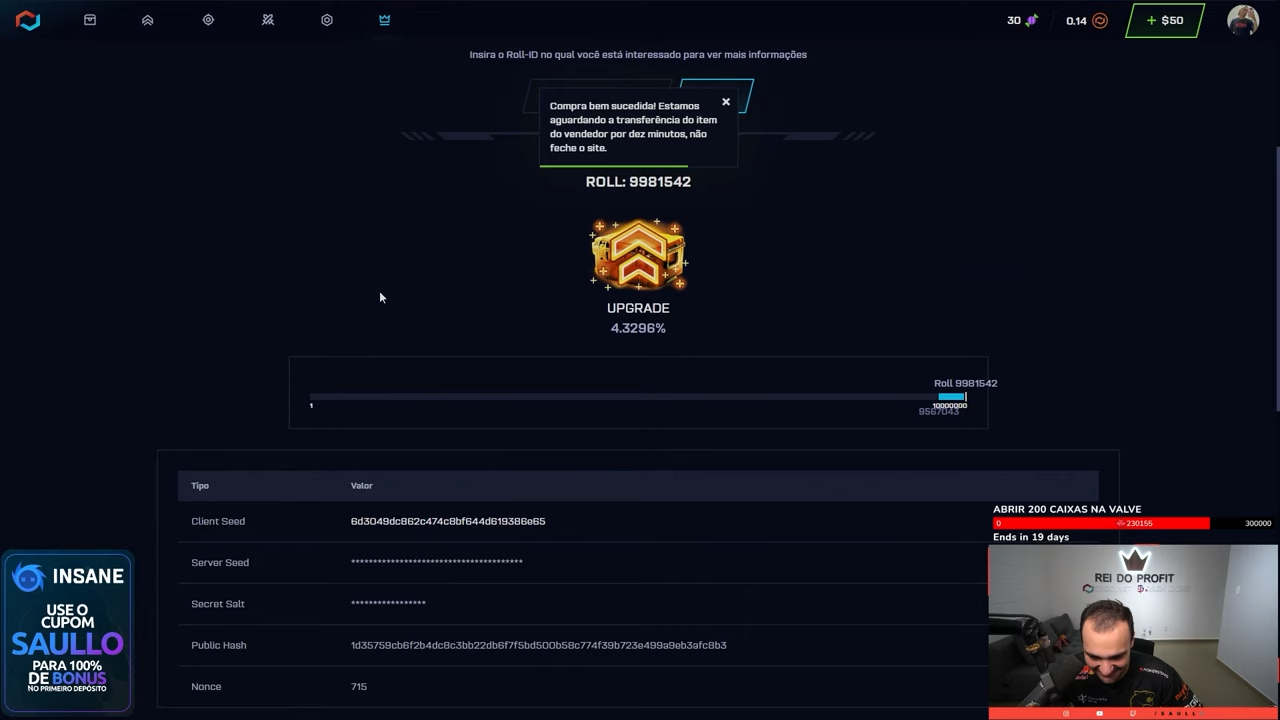 30
0.14
+ $50
Insira o Roll-ID no qual você está interessado para ver mais informações
Compra bem sucedida! Estamos
aguardando a transferência do item
do vendedor por dez minutos, não
feche o site.
ROLL: 9981542
UPGRADE
4.3296%
Roll 9981542
1
10000000
9567043
Tipo
Valor
Client Seed
6d3049dc862c474c8bf644d619386e65
Server Seed
***************************************
Secret Salt
*****************
Public Hash
1d35759cb6f2b4dc8c3bb22db6f7f5bd500b58c774f39b723e499a9eb3afc8b3
Nonce
715
ABRIR 200 CAIXAS NA VALVE
0
230155
300000
Ends in 19 days
REI DO PROFIT
INSANE
USE O
CUPOM
SAULLO
PARA 100%
DE BONUS
NO PRIMEIRO DEPÓSITO